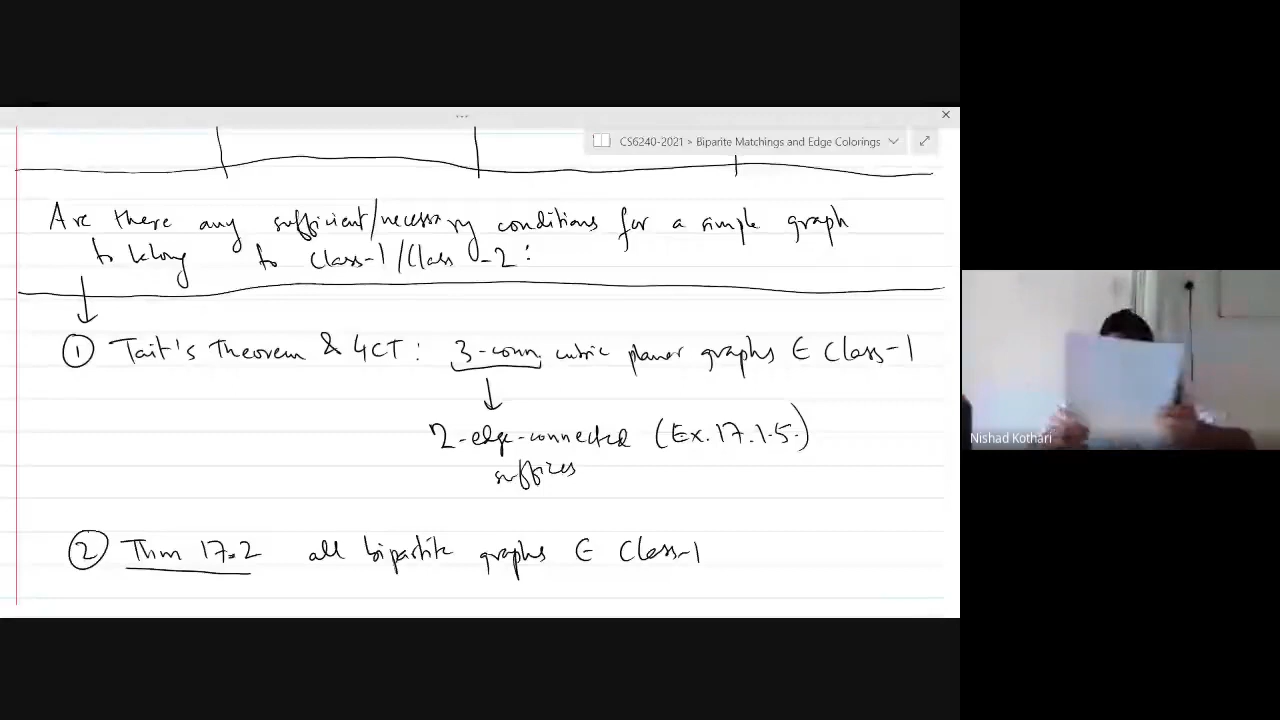 CS6240-2021 > Biparite Matchings and Edge Colorings
Are there any sufficient/necessary conditions for a simple graph
to belong to class-1/Class-2?
① Tait's Theorem & 4CT: 3-conn. cubic planar graphs ∈ Class-1
2-edge-connected (Ex. 17.1.5.)
suffices
② Thm 17.2 all bipartite graphs ∈ Class-1
Nishad Kothari